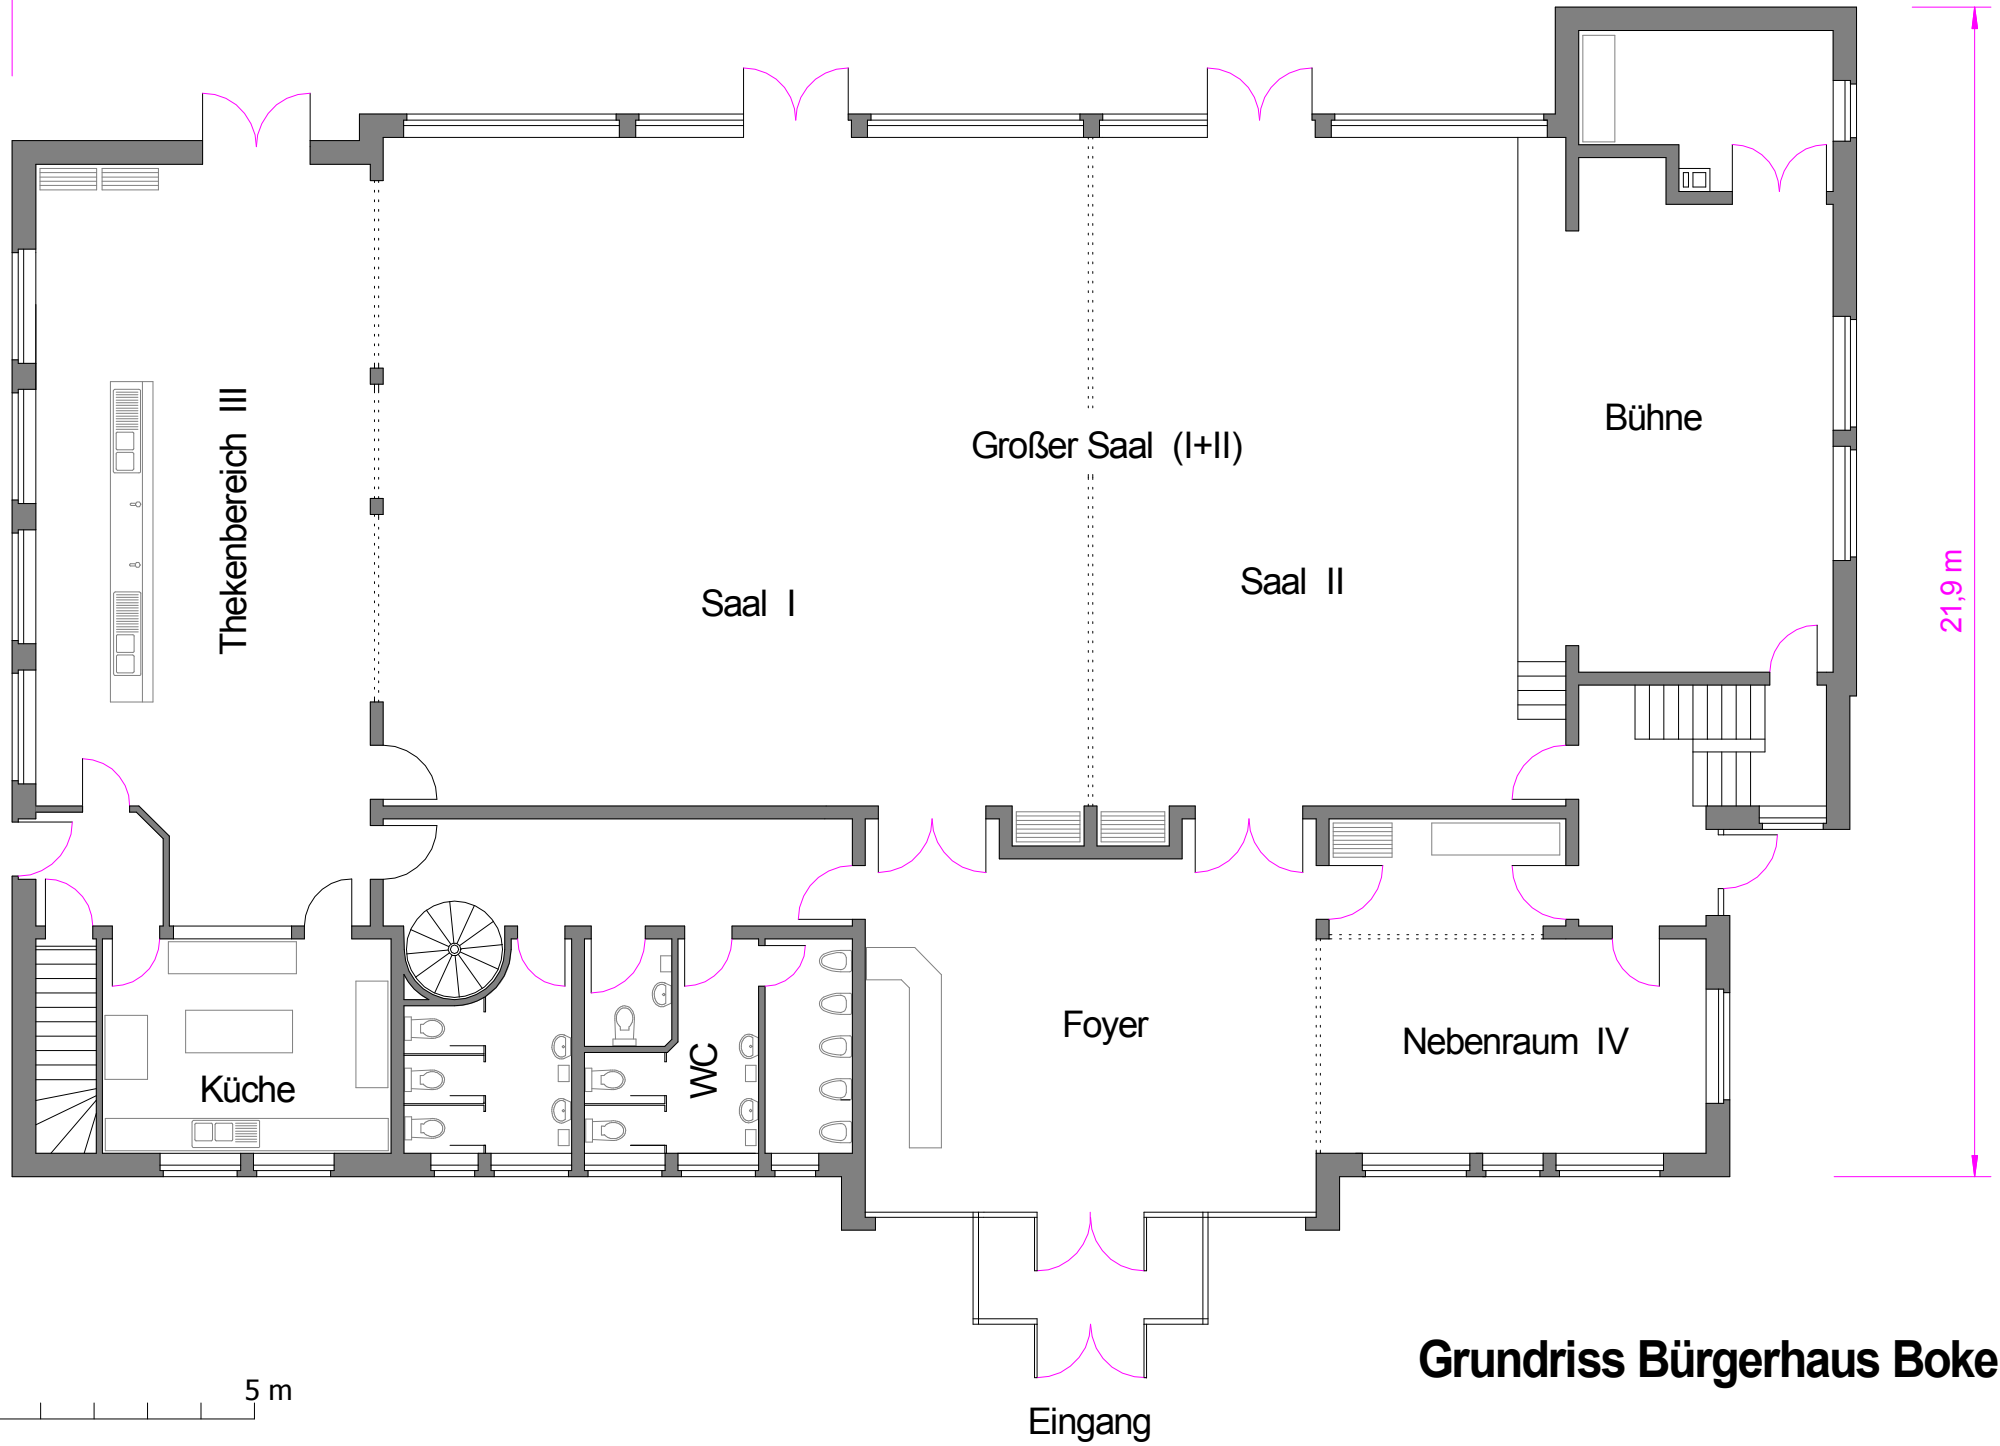 Bühne
Großer Saal (I+II)
Thekenbereich III
Saal I
Saal II
21,9 m
Foyer
Nebenraum IV
WC
Küche
Grundriss Bürgerhaus Boke
5 m
Eingang